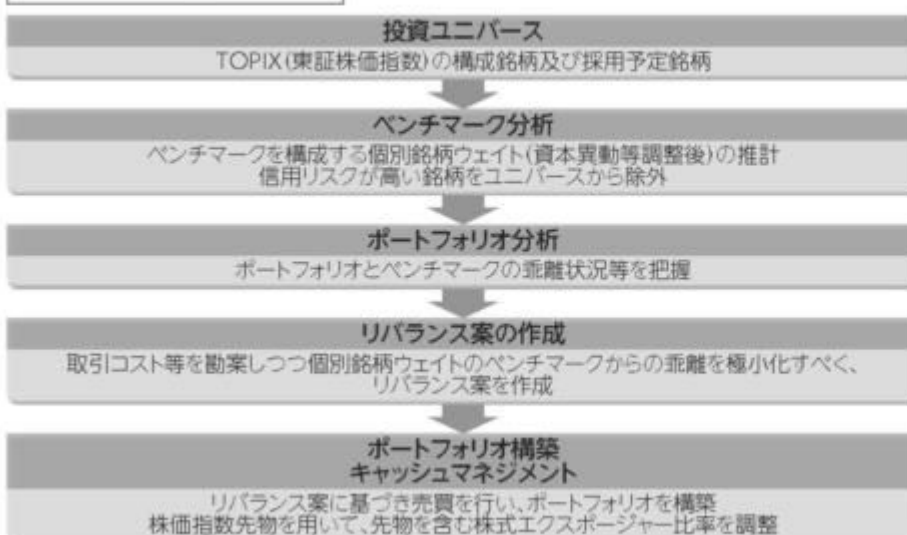 投資ユニバース
TOPIX(東証株価指数)の構成銘柄及び採用予定銘柄
ベンチマーク分析
ベンチマークを構成する個別銘柄ウェイト(資本異動等調整後)の推計
信用リスクが高い銘柄をユニバースから除外
ポートフォリオ分析
ポートフォリオとベンチマークの乖離状況等を把握
リバランス案の作成
取引コスト等を勘案しつつ個別銘柄ウェイトのベンチマークからの乖離を極小化すべく、
リバランス案を作成
ポートフォリオ構築
キャッシュマネジメント
リバランス案に基づき売買を行い、ポートフォリオを構築
株価指数先物を用いて、先物を含む株式エクスポージャー比率を調整